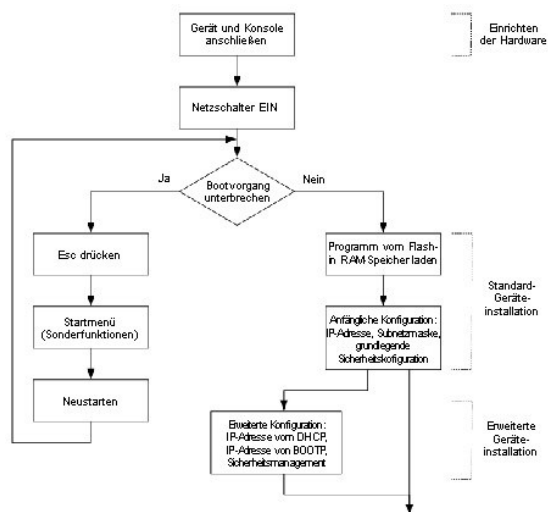 Gerät und Konsole
anschließen
Einrichten
der Hardware
Netzschalter EIN
Ja
Nein
Bootvorgang
unterbrechen
Esc drücken
Programm vom Flash-
in RAM-Speicher laden
Standard-
Geräte-
installation
Startmenü
(Sonderfunktionen)
Anfängliche Konfiguration:
IP-Adresse, Subnetzmaske,
grundlegende
Sicherheitskofiguration
Neustarten
Erweiterte Konfiguration:
IP-Adresse vom DHCP,
IP-Adresse von BOOTP,
Sicherheitsmanagement
Erweiterte
Geräte-
installation